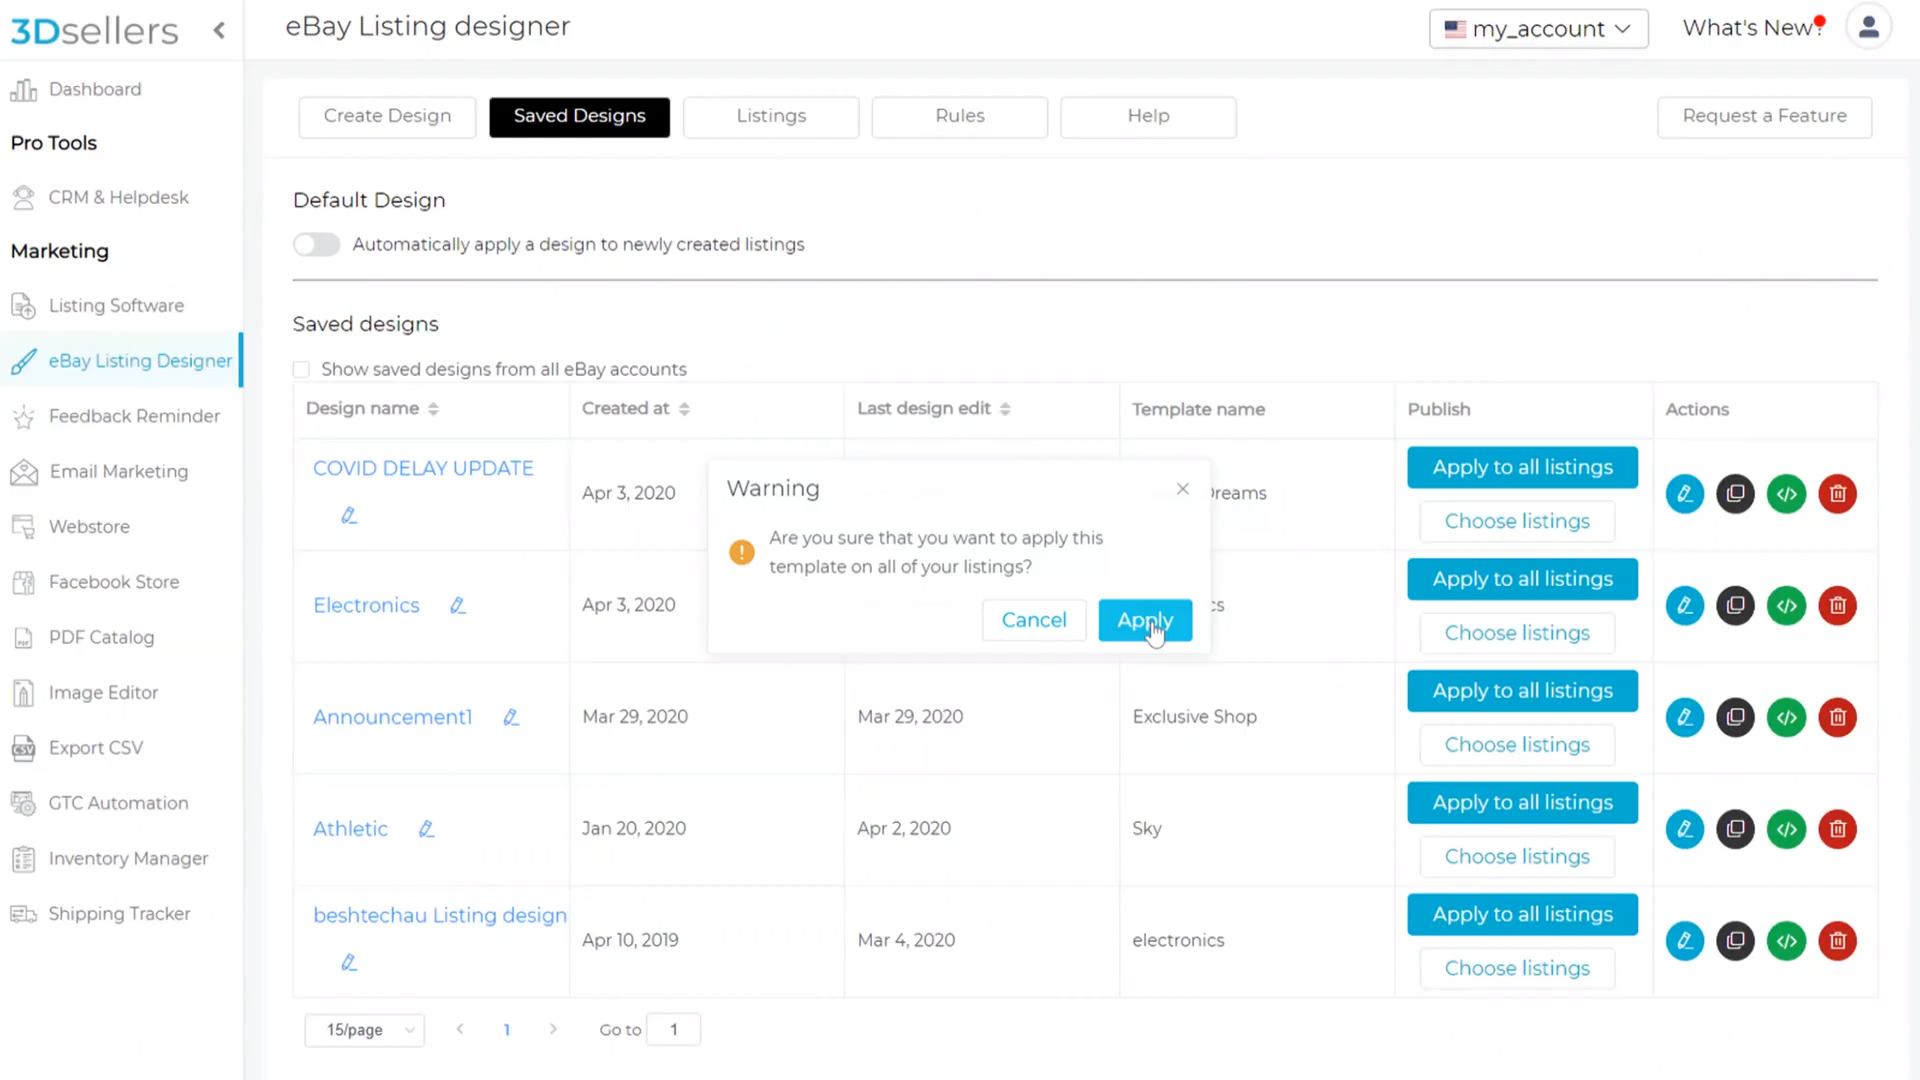 3Dsellers
eBay Listing designer
my_account
What's New?
Dashboard
Pro Tools
CRM & Helpdesk
Marketing
Listing Software
eBay Listing Designer
Feedback Reminder
Email Marketing
Webstore
Facebook Store
PDF Catalog
Image Editor
Export CSV
GTC Automation
Inventory Manager
Shipping Tracker
Create Design
Saved Designs
Listings
Rules
Help
Request a Feature
Default Design
Automatically apply a design to newly created listings
Saved designs
Show saved designs from all eBay accounts
Design name
Created at
Last design edit
Template name
Publish
Actions
COVID DELAY UPDATE
Apr 3, 2020
Dreams
Apply to all listings
Choose listings
Warning
Are you sure that you want to apply this
template on all of your listings?
Cancel
Apply
Electronics
Apr 3, 2020
cs
Apply to all listings
Choose listings
Announcement1
Mar 29, 2020
Mar 29, 2020
Exclusive Shop
Apply to all listings
Choose listings
Athletic
Jan 20, 2020
Apr 2, 2020
Sky
Apply to all listings
Choose listings
beshtechau Listing design
Apr 10, 2019
Mar 4, 2020
electronics
Apply to all listings
Choose listings
15/page
1
Go to
1